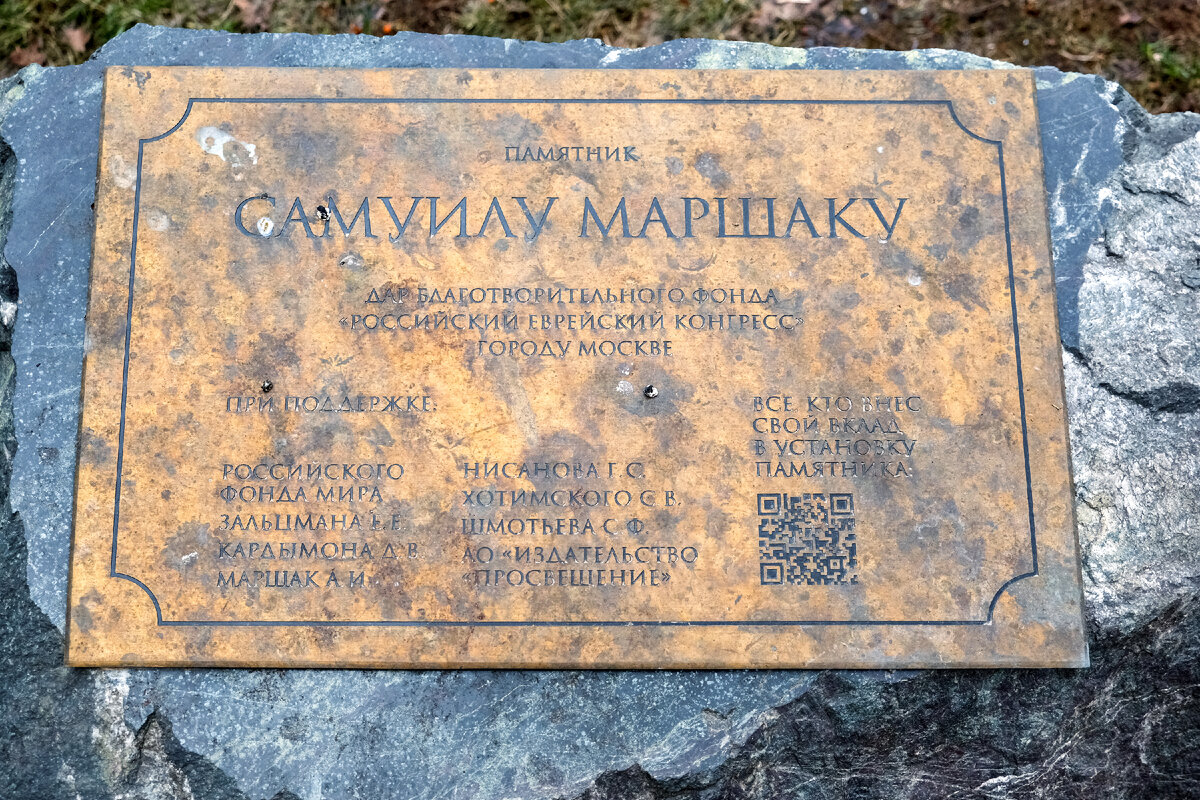 ПАМЯТНИК
САМУИЛУ МАРШАКУ
ДАР БЛАГОТВОРИТЕЛЬНОГО ФОНДА
«РОССИЙСКИЙ ЕВРЕЙСКИЙ КОНГРЕСС»
ГОРОДУ МОСКВЕ
ПРИ ПОДДЕРЖКЕ:
РОССИЙСКОГО
ФОНДА МИРА
ЗАЛЬЦМАНА Е.Е.
КАРДЫМОНА Д.В.
МАРШАК А.И.
НИСАНОВА Г.С.
ХОТИМСКОГО С.В.
ШМОТЬЕВА С.Ф.
АО «ИЗДАТЕЛЬСТВО
«ПРОСВЕЩЕНИЕ»
ВСЕ, КТО ВНЕС
СВОЙ ВКЛАД
В УСТАНОВКУ
ПАМЯТНИКА: